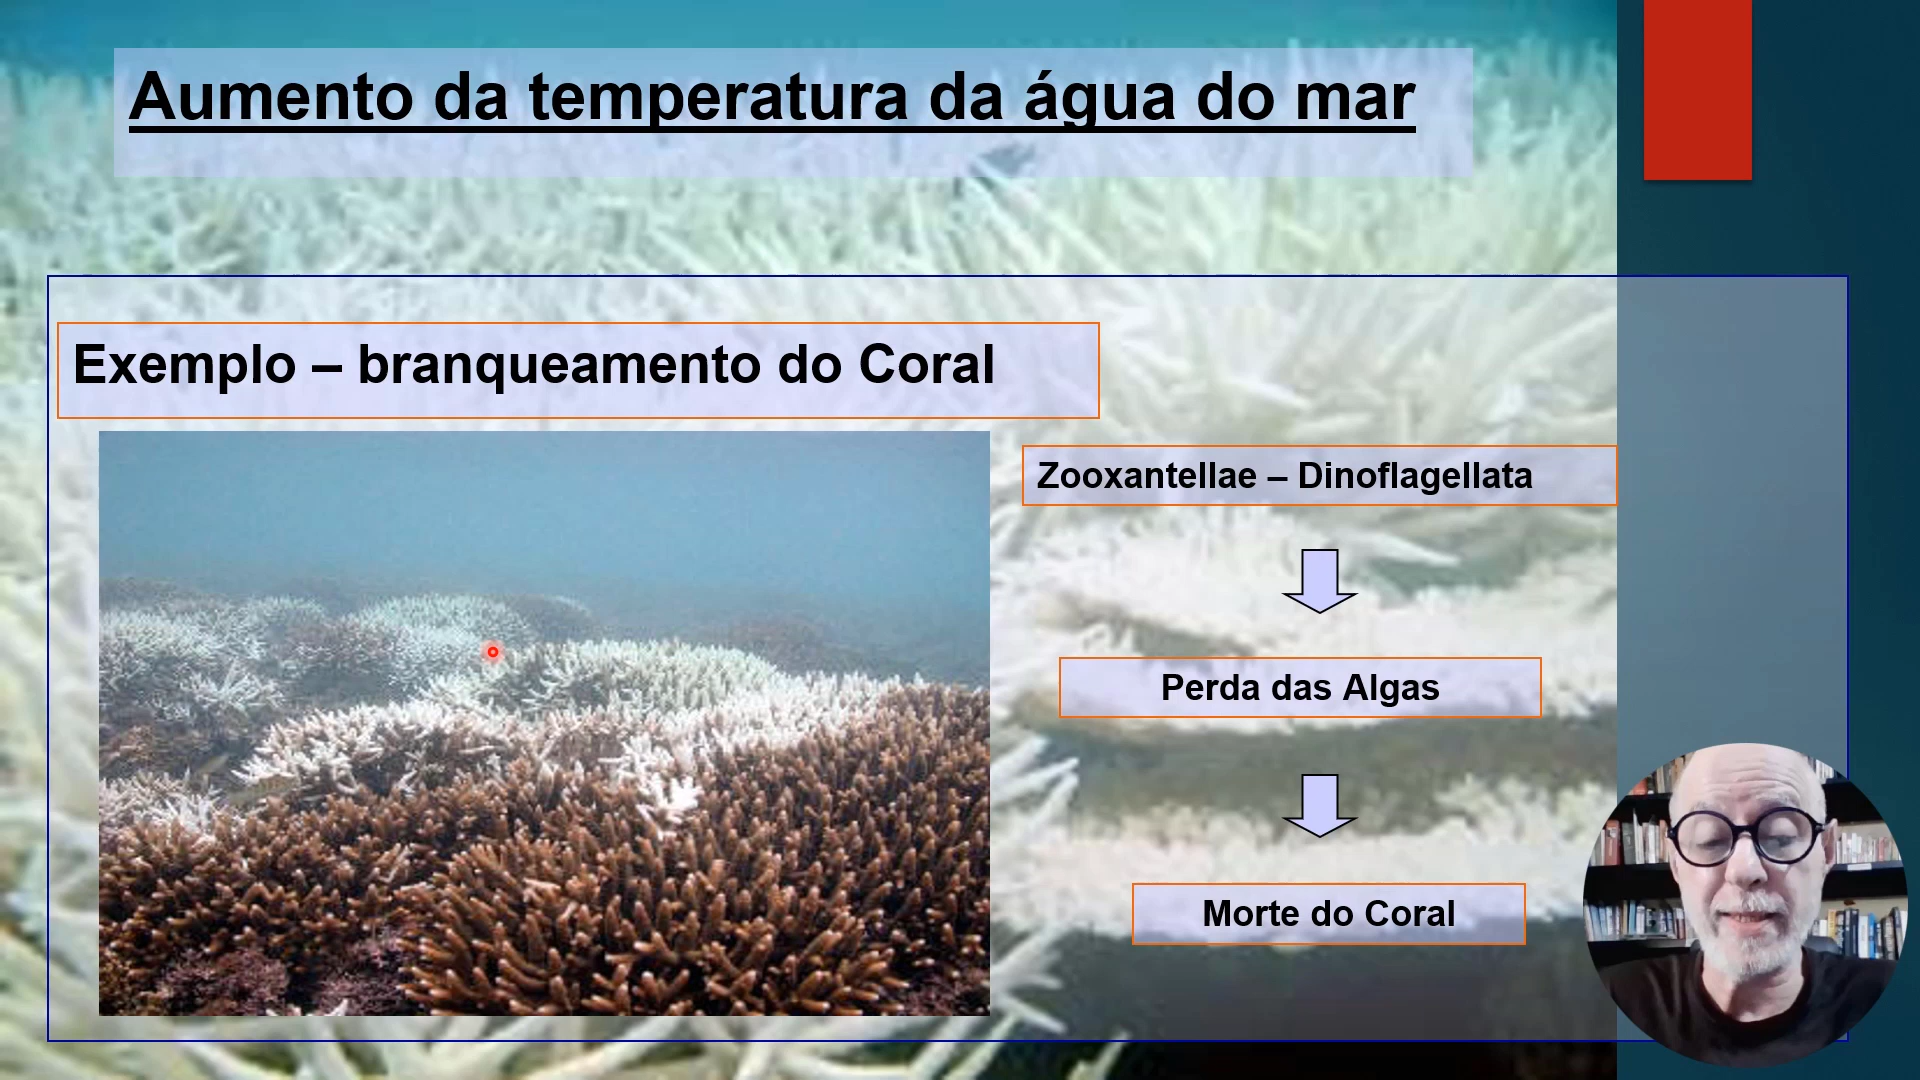 Aumento da temperatura da água do mar
Exemplo – branqueamento do Coral
Zooxantellae – Dinoflagellata
Perda das Algas
Morte do Coral